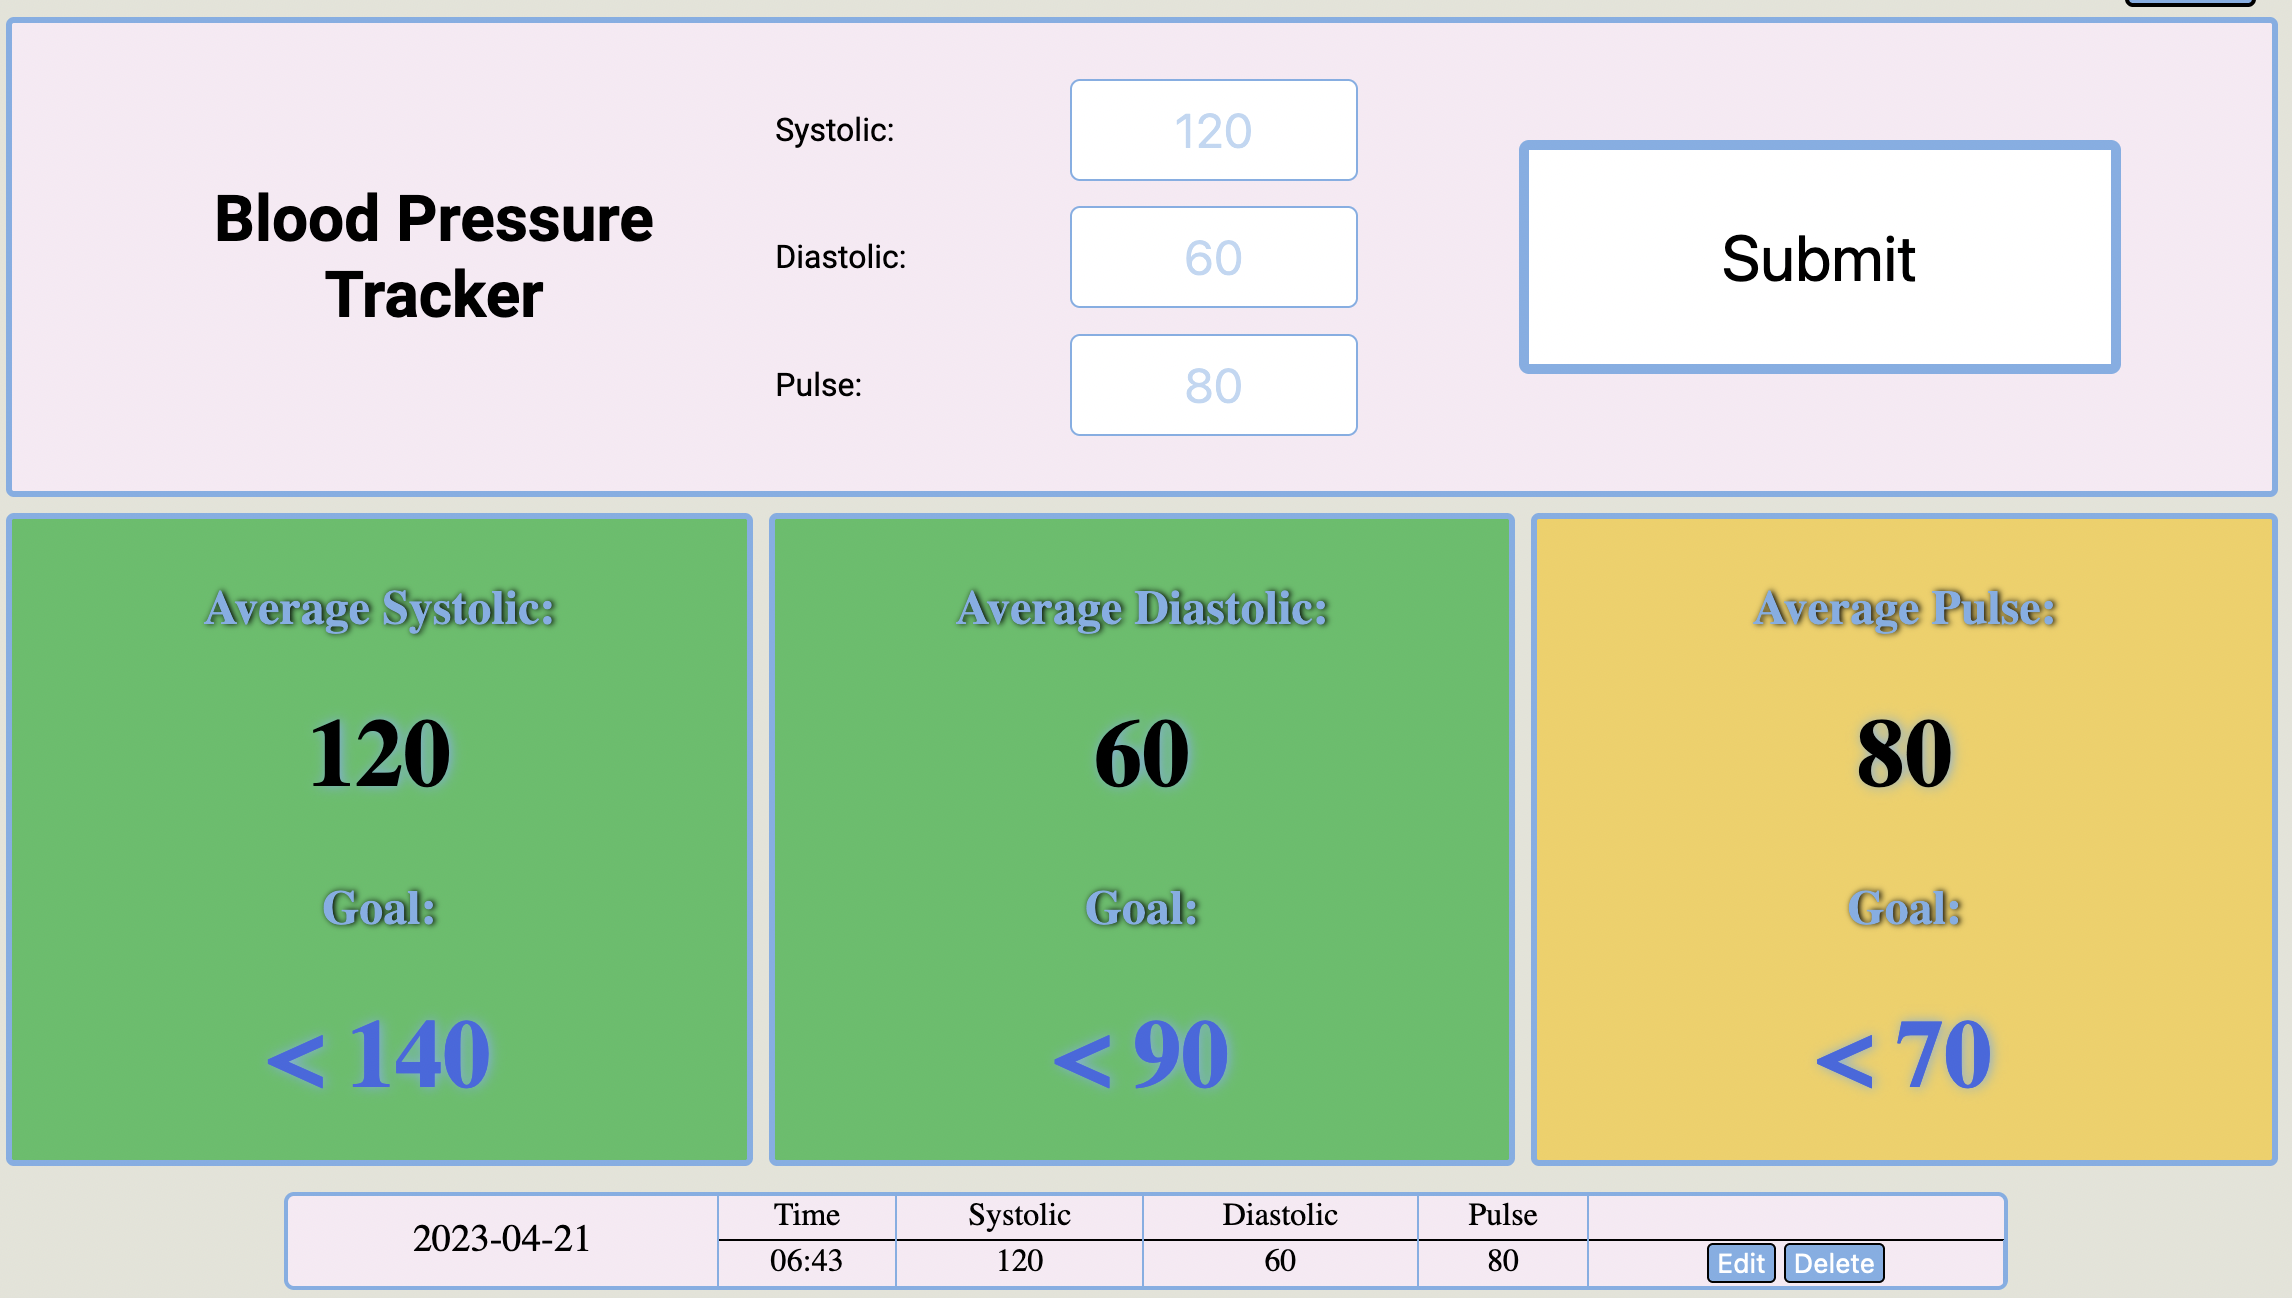 Blood Pressure
Tracker
Systolic:
120
Diastolic:
60
Pulse:
80
Submit
Average Systolic:
120
Goal:
< 140
Average Diastolic:
60
Goal:
< 90
Average Pulse:
80
Goal:
< 70
2023-04-21
Time Systolic Diastolic Pulse
06:43 120 60 80 Edit Delete